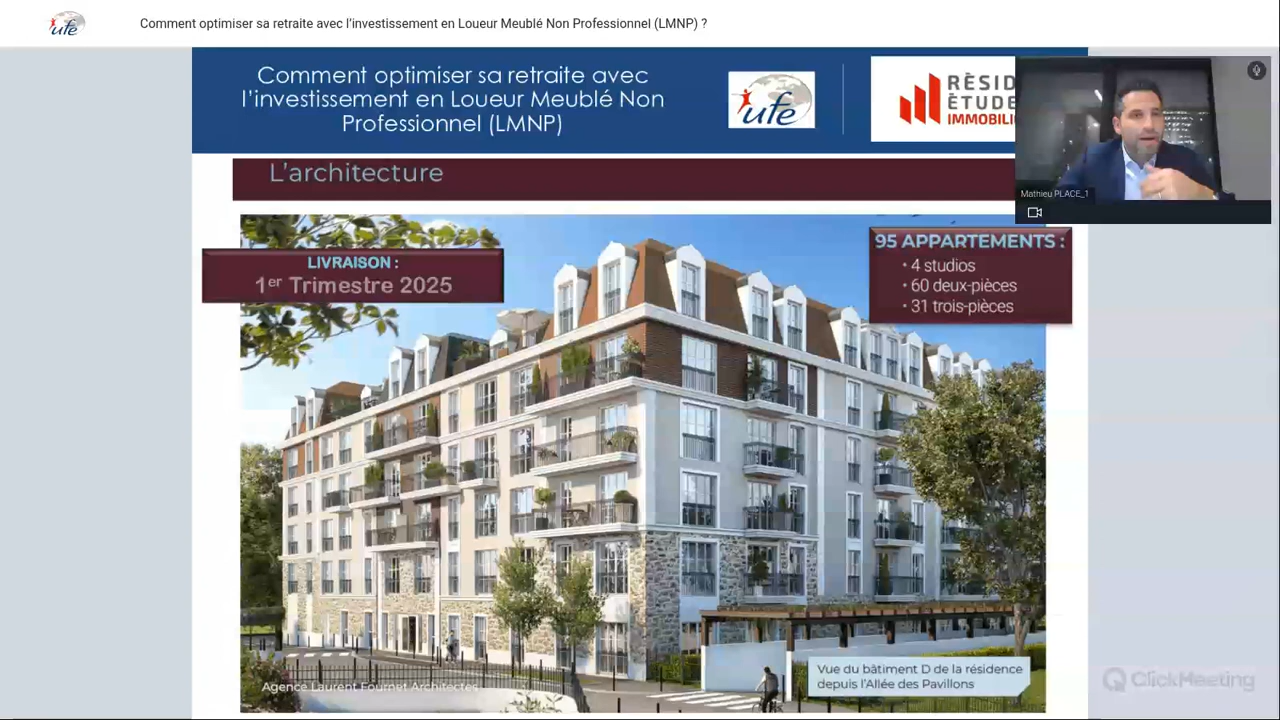 ufe
Comment optimiser sa retraite avec l'investissement en Loueur Meublé Non Professionnel (LMNP) ?
Comment optimiser sa retraite avec
l'investissement en Loueur Meublé Non
Professionnel (LMNP)
ufe
RÉSID
ÉTUDE
IMMOBILI
Mathieu PLACE_1
L'architecture
LIVRAISON :
1er Trimestre 2025
95 APPARTEMENTS :
• 4 studios
• 60 deux-pièces
• 31 trois-pièces
Vue du bâtiment D de la résidence
depuis l'Allée des Pavillons
Agence Laurent Fournet Architectes
ClickMeeting